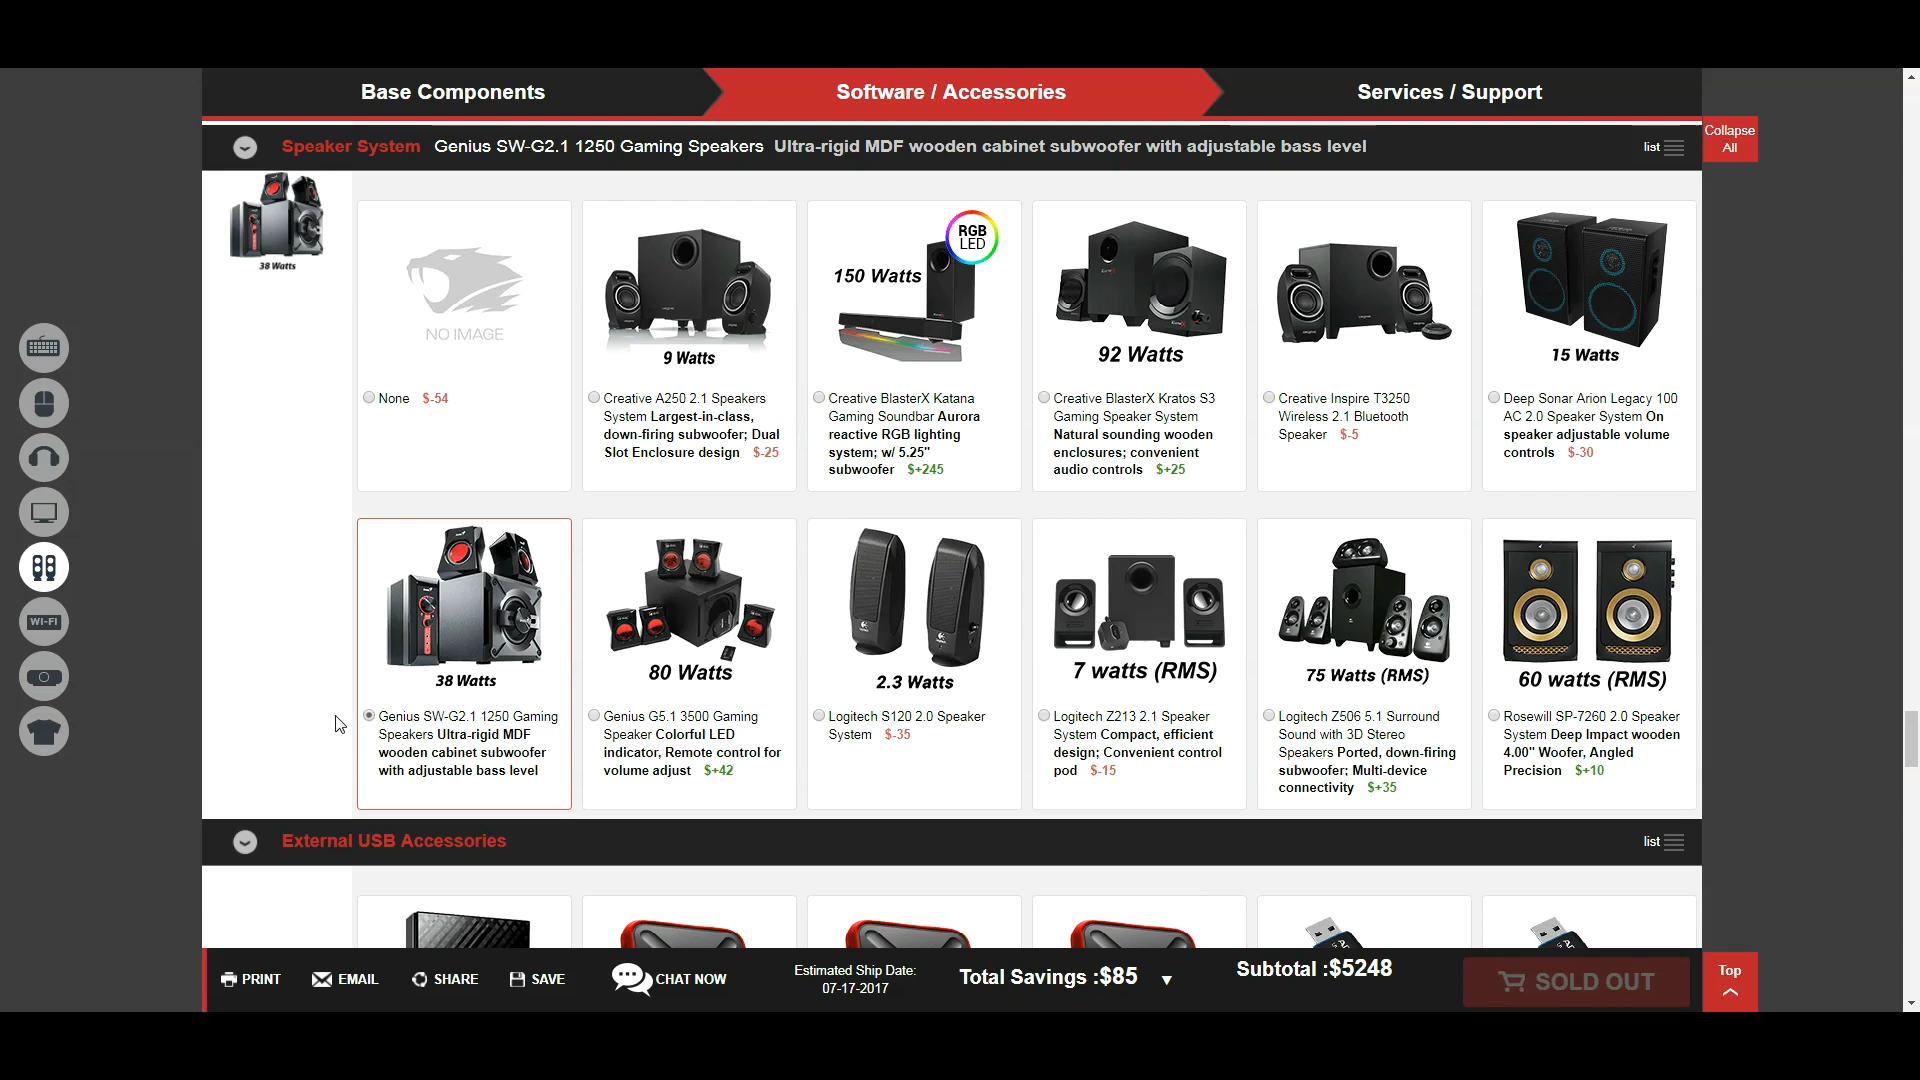 Base Components
Software / Accessories
Services / Support
Collapse
All
Speaker System Genius SW-G2.1 1250 Gaming Speakers Ultra-rigid MDF wooden cabinet subwoofer with adjustable bass level
list
38 Watts
NO IMAGE
None $-54
9 Watts
Creative A250 2.1 Speakers
System Largest-in-class,
down-firing subwoofer; Dual
Slot Enclosure design $-25
RGB
LED
150 Watts
Creative BlasterX Katana
Gaming Soundbar Aurora
reactive RGB lighting
system; w/ 5.25"
subwoofer $+245
92 Watts
Creative BlasterX Kratos S3
Gaming Speaker System
Natural sounding wooden
enclosures; convenient
audio controls $+25
Creative Inspire T3250
Wireless 2.1 Bluetooth
Speaker $-5
15 Watts
Deep Sonar Arion Legacy 100
AC 2.0 Speaker System On
speaker adjustable volume
controls $-30
WI-FI
38 Watts
Genius SW-G2.1 1250 Gaming
Speakers Ultra-rigid MDF
wooden cabinet subwoofer
with adjustable bass level
80 Watts
Genius G5.1 3500 Gaming
Speaker Colorful LED
indicator, Remote control for
volume adjust $+42
2.3 Watts
Logitech S120 2.0 Speaker
System $-35
7 watts (RMS)
Logitech Z213 2.1 Speaker
System Compact, efficient
design; Convenient control
pod $-15
75 Watts (RMS)
Logitech Z506 5.1 Surround
Sound with 3D Stereo
Speakers Ported, down-firing
subwoofer; Multi-device
connectivity $+35
60 watts (RMS)
Rosewill SP-7260 2.0 Speaker
System Deep Impact wooden
4.00" Woofer, Angled
Precision $+10
External USB Accessories
list
PRINT
EMAIL
SHARE
SAVE
CHAT NOW
Estimated Ship Date:
07-17-2017
Total Savings :$85
Subtotal :$5248
SOLD OUT
Top